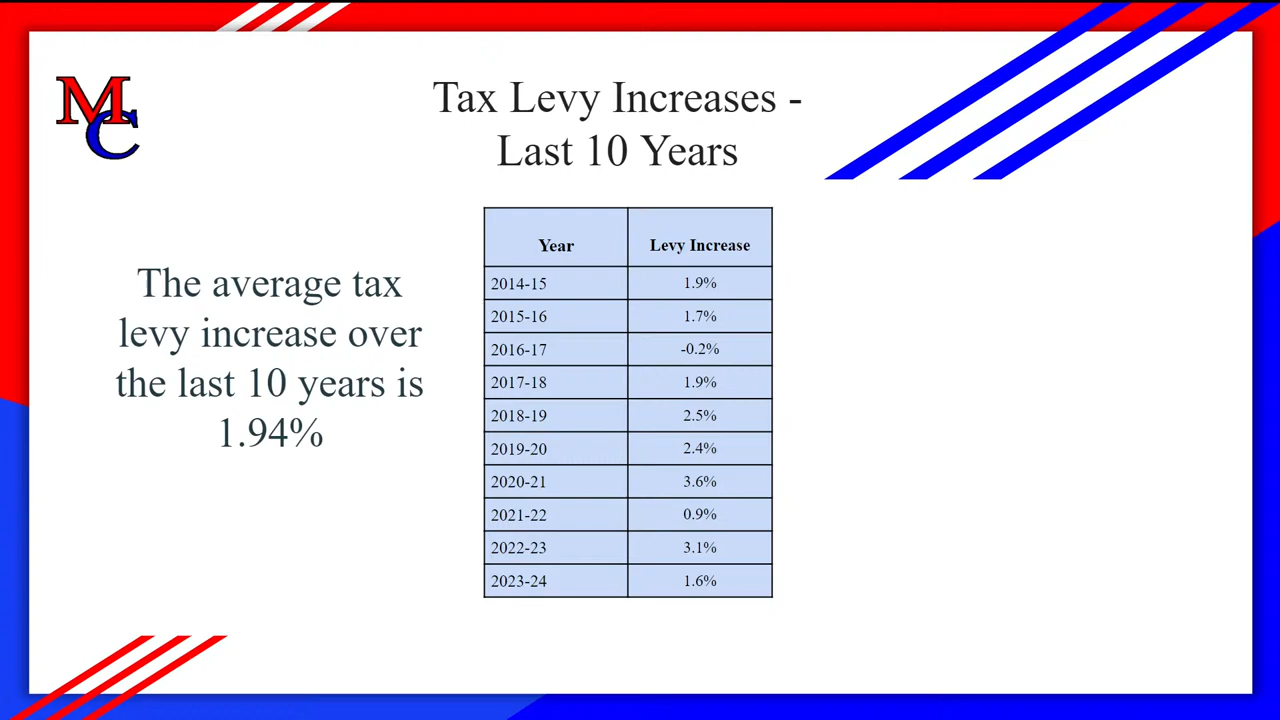 MC
Tax Levy Increases -
Last 10 Years
The average tax
levy increase over
the last 10 years is
1.94%
Year Levy Increase
2014-15 1.9%
2015-16 1.7%
2016-17 -0.2%
2017-18 1.9%
2018-19 2.5%
2019-20 2.4%
2020-21 3.6%
2021-22 0.9%
2022-23 3.1%
2023-24 1.6%